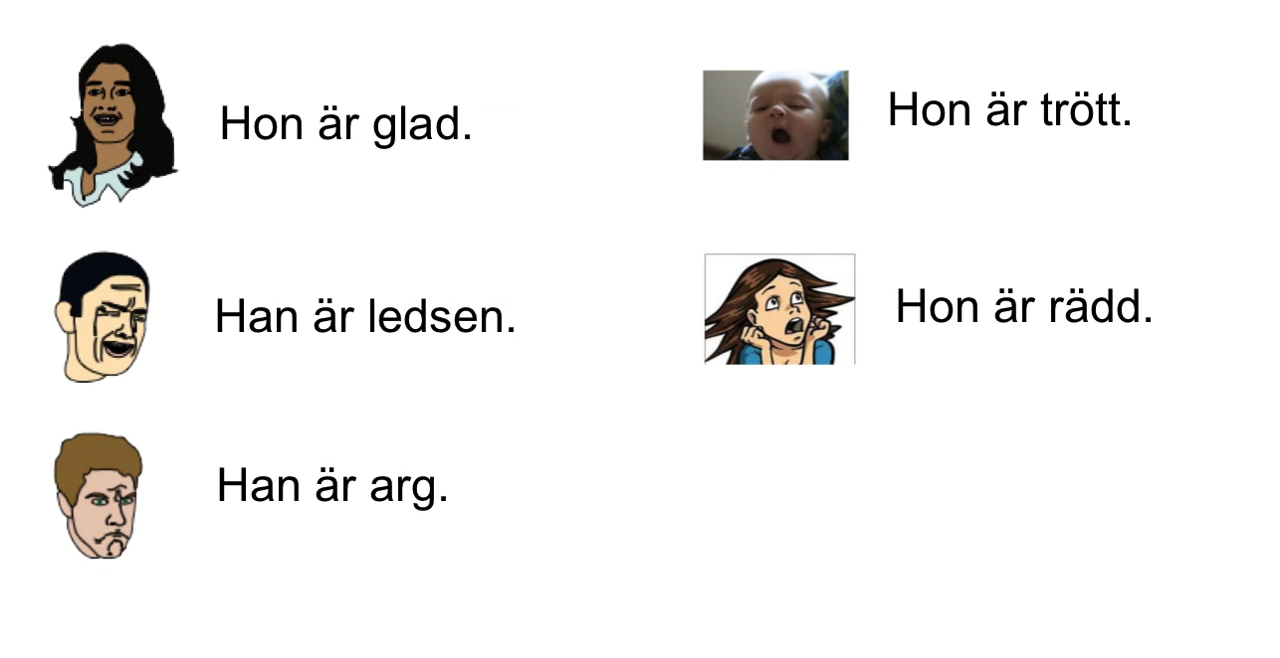 Hon är glad.
Han är ledsen.
Han är arg.
Hon är trött.
Hon är rädd.